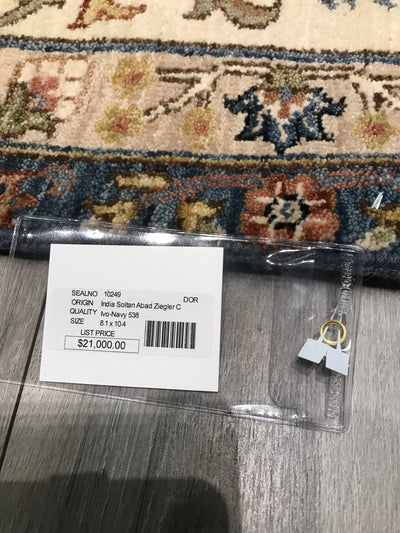 SEALNO 10249 DOR
ORIGIN India Soltan Abad Ziegler C
QUALITY Ivo-Navy 538
SIZE 8.1 x 10.4
LIST PRICE
$21,000.00